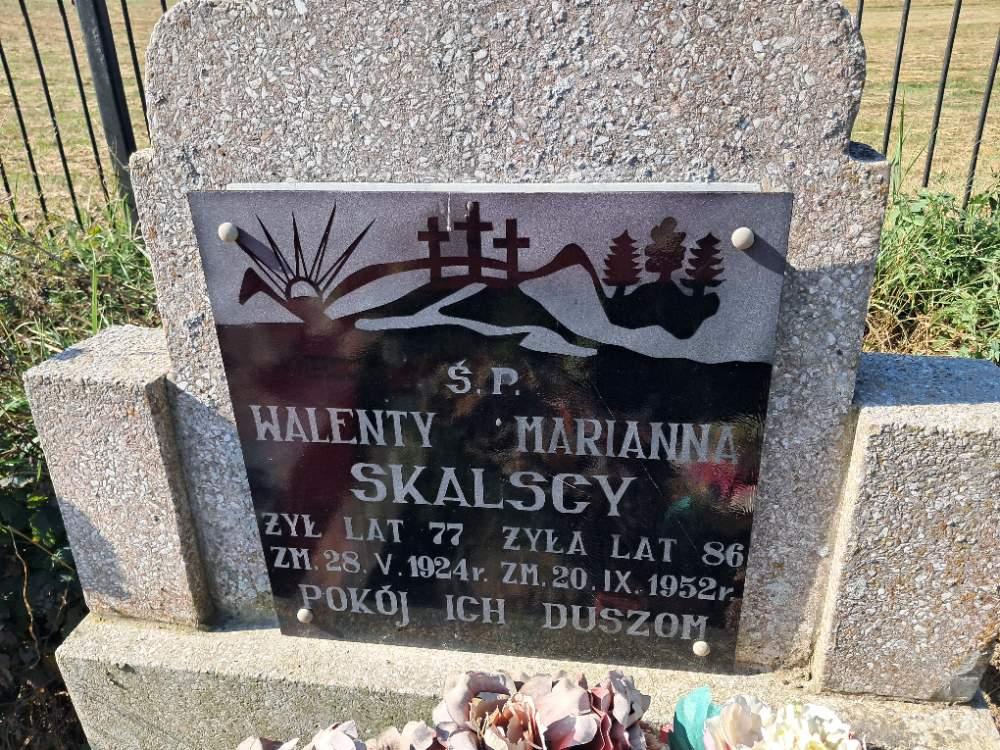 Ś.P.
WALENTY MARIANNA
SKALSCY
ŻYŁ LAT 77 ŻYŁA LAT 86
ZM. 28. V. 1924r. ZM. 20. IX. 1952r
POKÓJ ICH DUSZOM